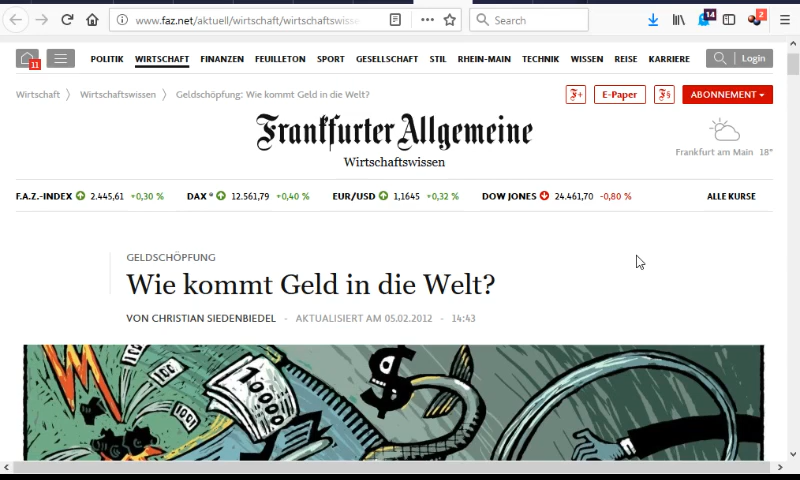 www.faz.net/aktuell/wirtschaft/wirtschaftswisse
Search
14
2
11
POLITIK WIRTSCHAFT FINANZEN FEUILLETON SPORT GESELLSCHAFT STIL RHEIN-MAIN TECHNIK WISSEN REISE KARRIERE Login
Wirtschaft Wirtschaftswissen Geldschöpfung: Wie kommt Geld in die Welt?
F+ E-Paper F§ ABONNEMENT
Frankfurter Allgemeine
Wirtschaftswissen
Frankfurt am Main 18°
F.A.Z.-INDEX 2.445,61 +0,30 % DAX ® 12.561,79 +0,40 % EUR/USD 1,1645 +0,32 % DOW JONES 24.461,70 -0,80 % ALLE KURSE
GELDSCHÖPFUNG
Wie kommt Geld in die Welt?
VON CHRISTIAN SIEDENBIEDEL - AKTUALISIERT AM 05.02.2012 - 14:43
100
100
100
10000
$